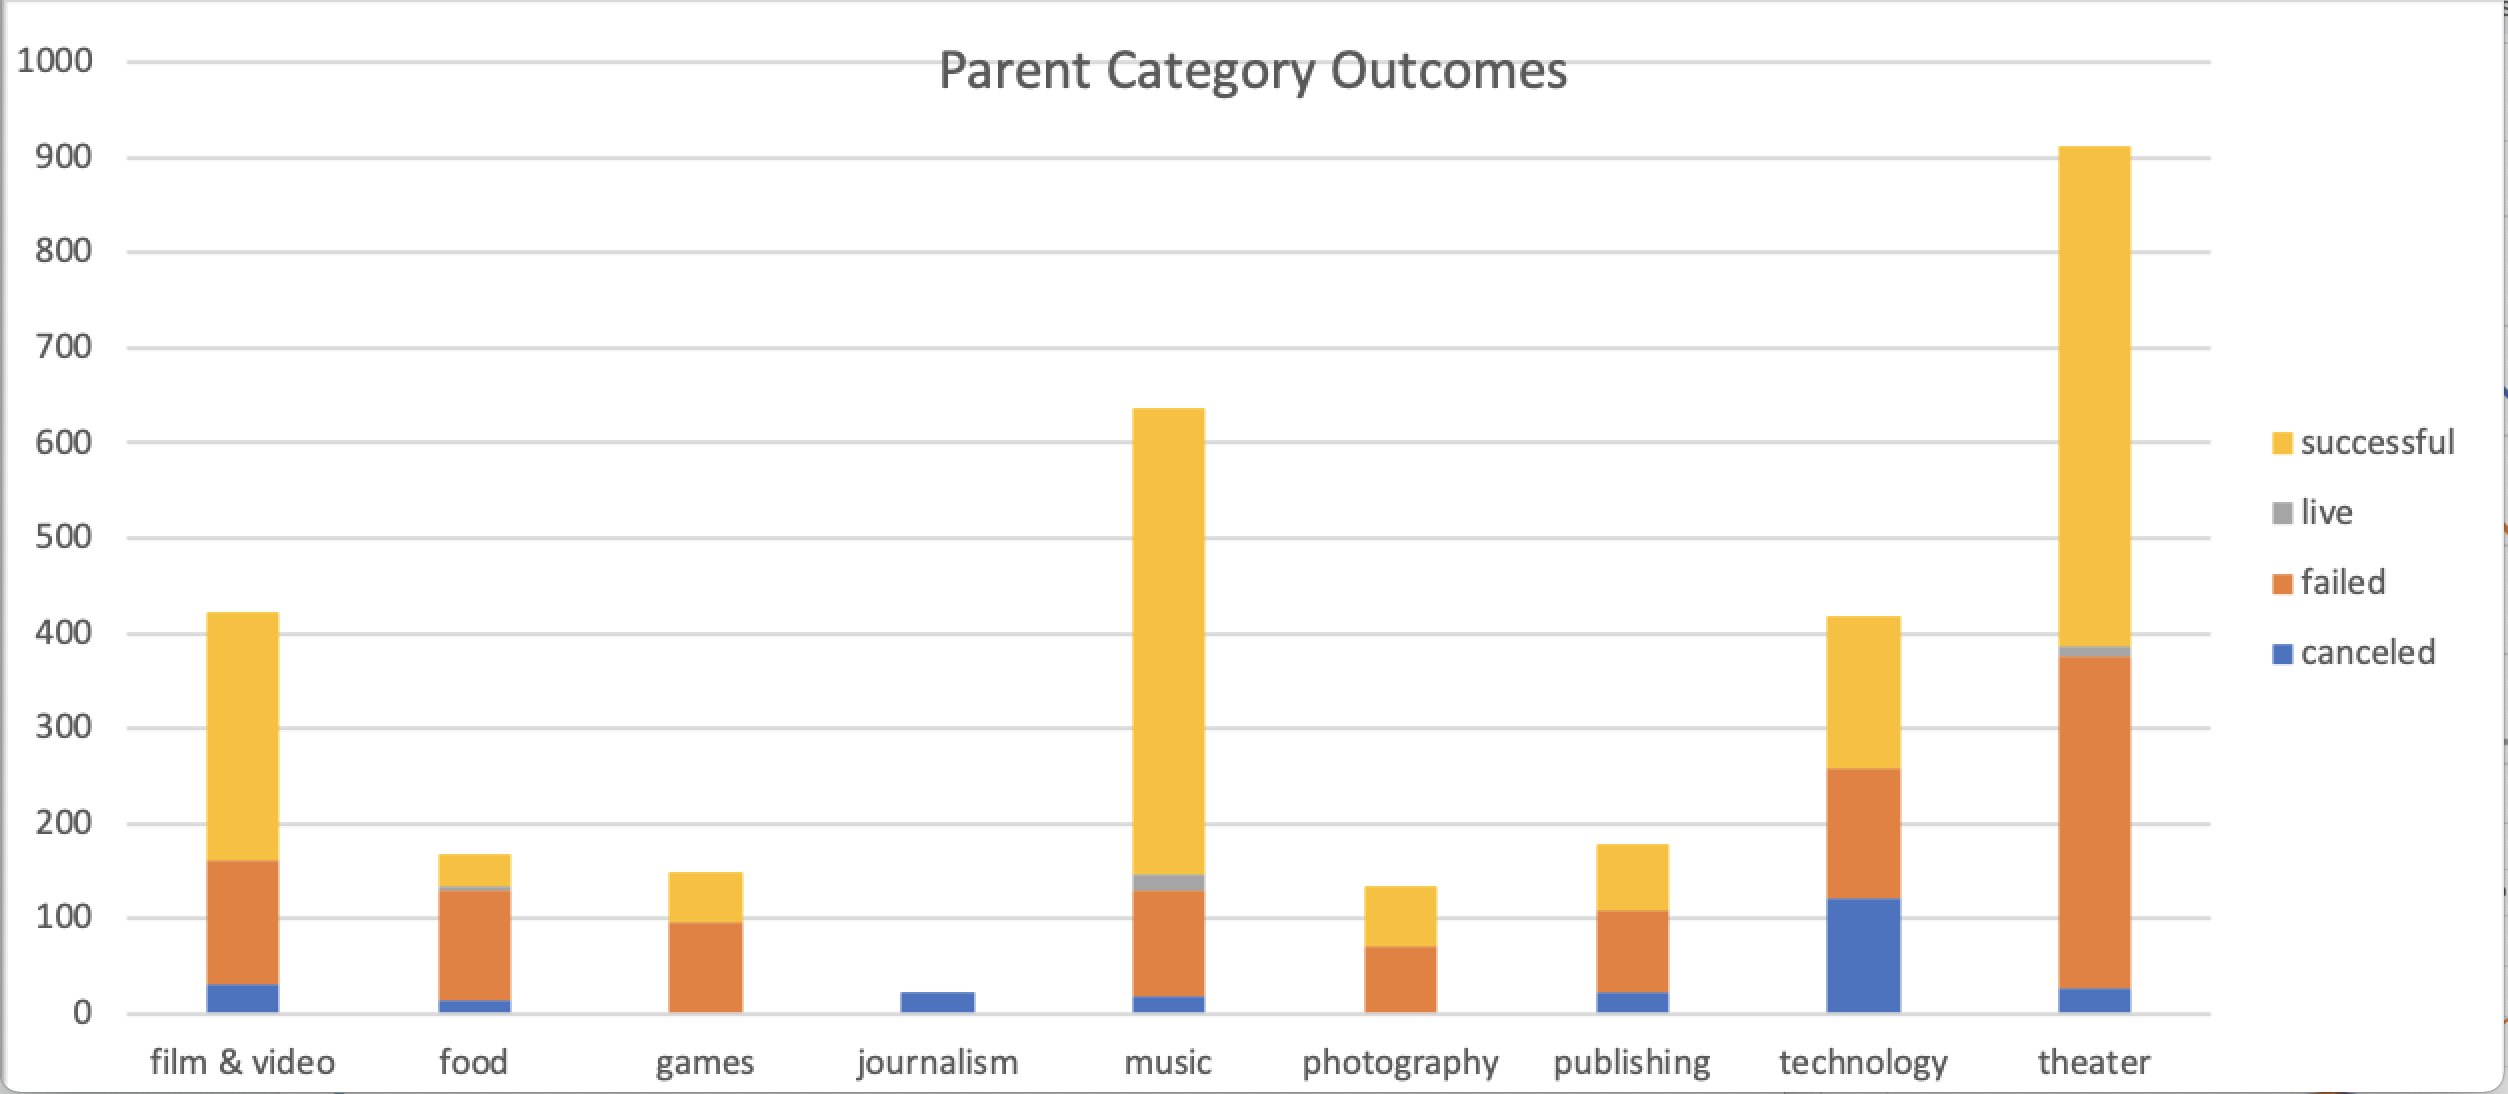 Parent Category Outcomes
1000
900
800
700
600
500
400
300
200
100
0
film & video
food
games
journalism
music
photography
publishing
technology
theater
successful
live
failed
canceled